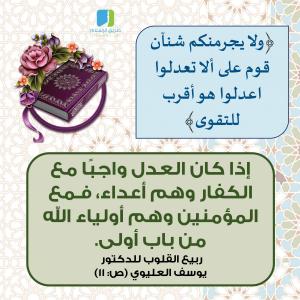 ﴿ولا يجرمنكم شنآن
قوم على ألا تعدلوا
اعدلوا هو أقرب
للتقوى﴾
إذا كان العدل واجبًا مع
الكفار وهم أعداء، فمع
المؤمنين وهم أولياء الله
من باب أولى.
ربيع القلوب للدكتور
يوسف العليوي (ص: ١١)